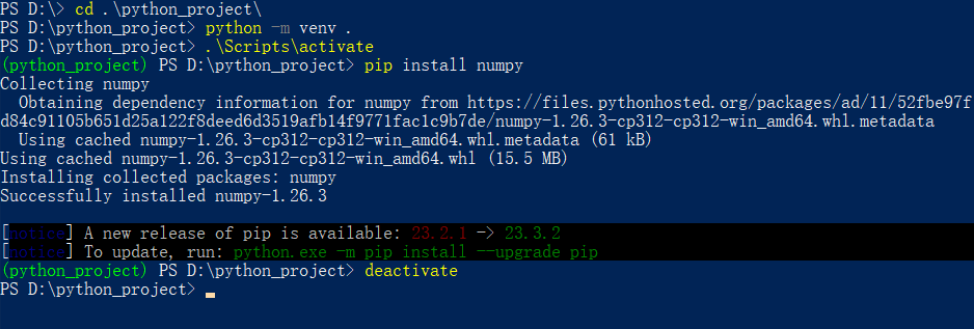 PS D:\> cd .\python_project\
PS D:\python_project> python -m venv .
PS D:\python_project> .\Scripts\activate
(python_project) PS D:\python_project> pip install numpy
Collecting numpy
  Obtaining dependency information for numpy from https://files.pythonhosted.org/packages/ad/11/52fbe97f
d84c91105b651d25a122f8deed6d3519afb14f9771fac1c9b7de/numpy-1.26.3-cp312-cp312-win_amd64.whl.metadata
  Using cached numpy-1.26.3-cp312-cp312-win_amd64.whl.metadata (61 kB)
Using cached numpy-1.26.3-cp312-cp312-win_amd64.whl (15.5 MB)
Installing collected packages: numpy
Successfully installed numpy-1.26.3
[notice] A new release of pip is available: 23.2.1 -> 23.3.2
[notice] To update, run: python.exe -m pip install --upgrade pip
(python_project) PS D:\python_project> deactivate
PS D:\python_project>